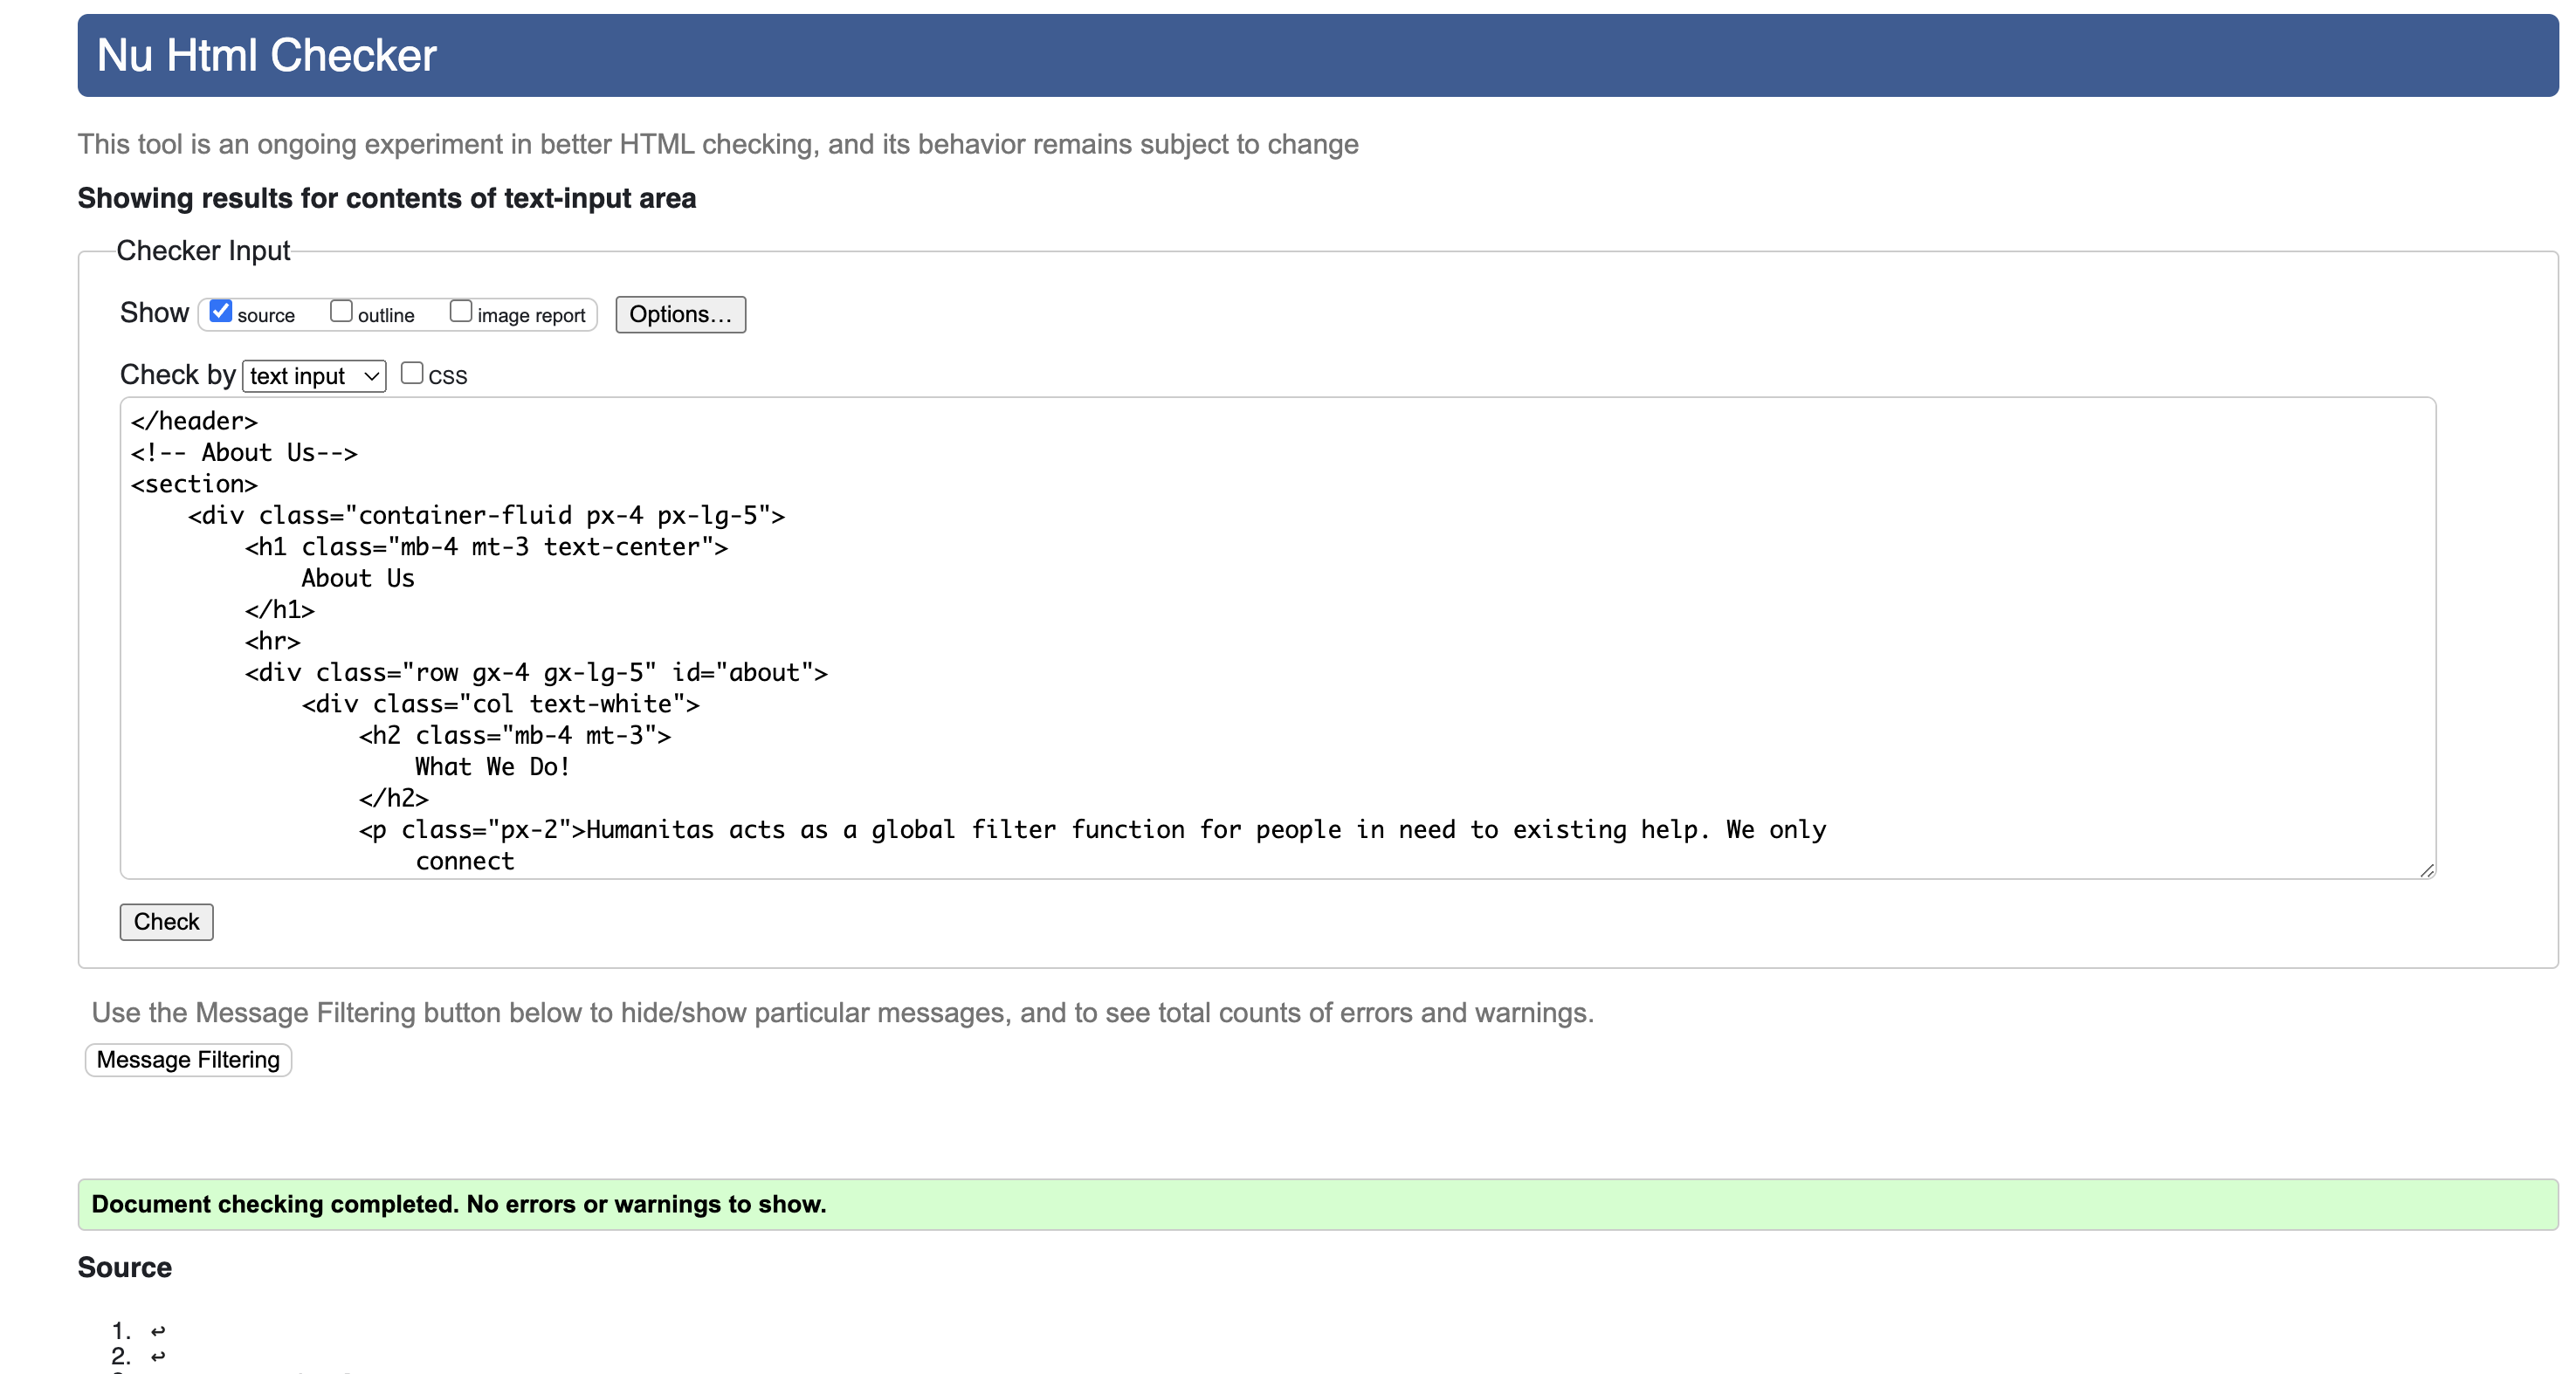 Nu Html Checker
This tool is an ongoing experiment in better HTML checking, and its behavior remains subject to change
Showing results for contents of text-input area
Checker Input
Show source outline image report Options...
Check by text input CSS
</header>
<!-- About Us-->
<section>
    <div class="container-fluid px-4 px-lg-5">
        <h1 class="mb-4 mt-3 text-center">
            About Us
        </h1>
        <hr>
        <div class="row gx-4 gx-lg-5" id="about">
            <div class="col text-white">
                <h2 class="mb-4 mt-3">
                    What We Do!
                </h2>
                <p class="px-2">Humanitas acts as a global filter function for people in need to existing help. We only
                    connect
Check
Use the Message Filtering button below to hide/show particular messages, and to see total counts of errors and warnings.
Message Filtering
Document checking completed. No errors or warnings to show.
Source
1. ↩
2. ↩